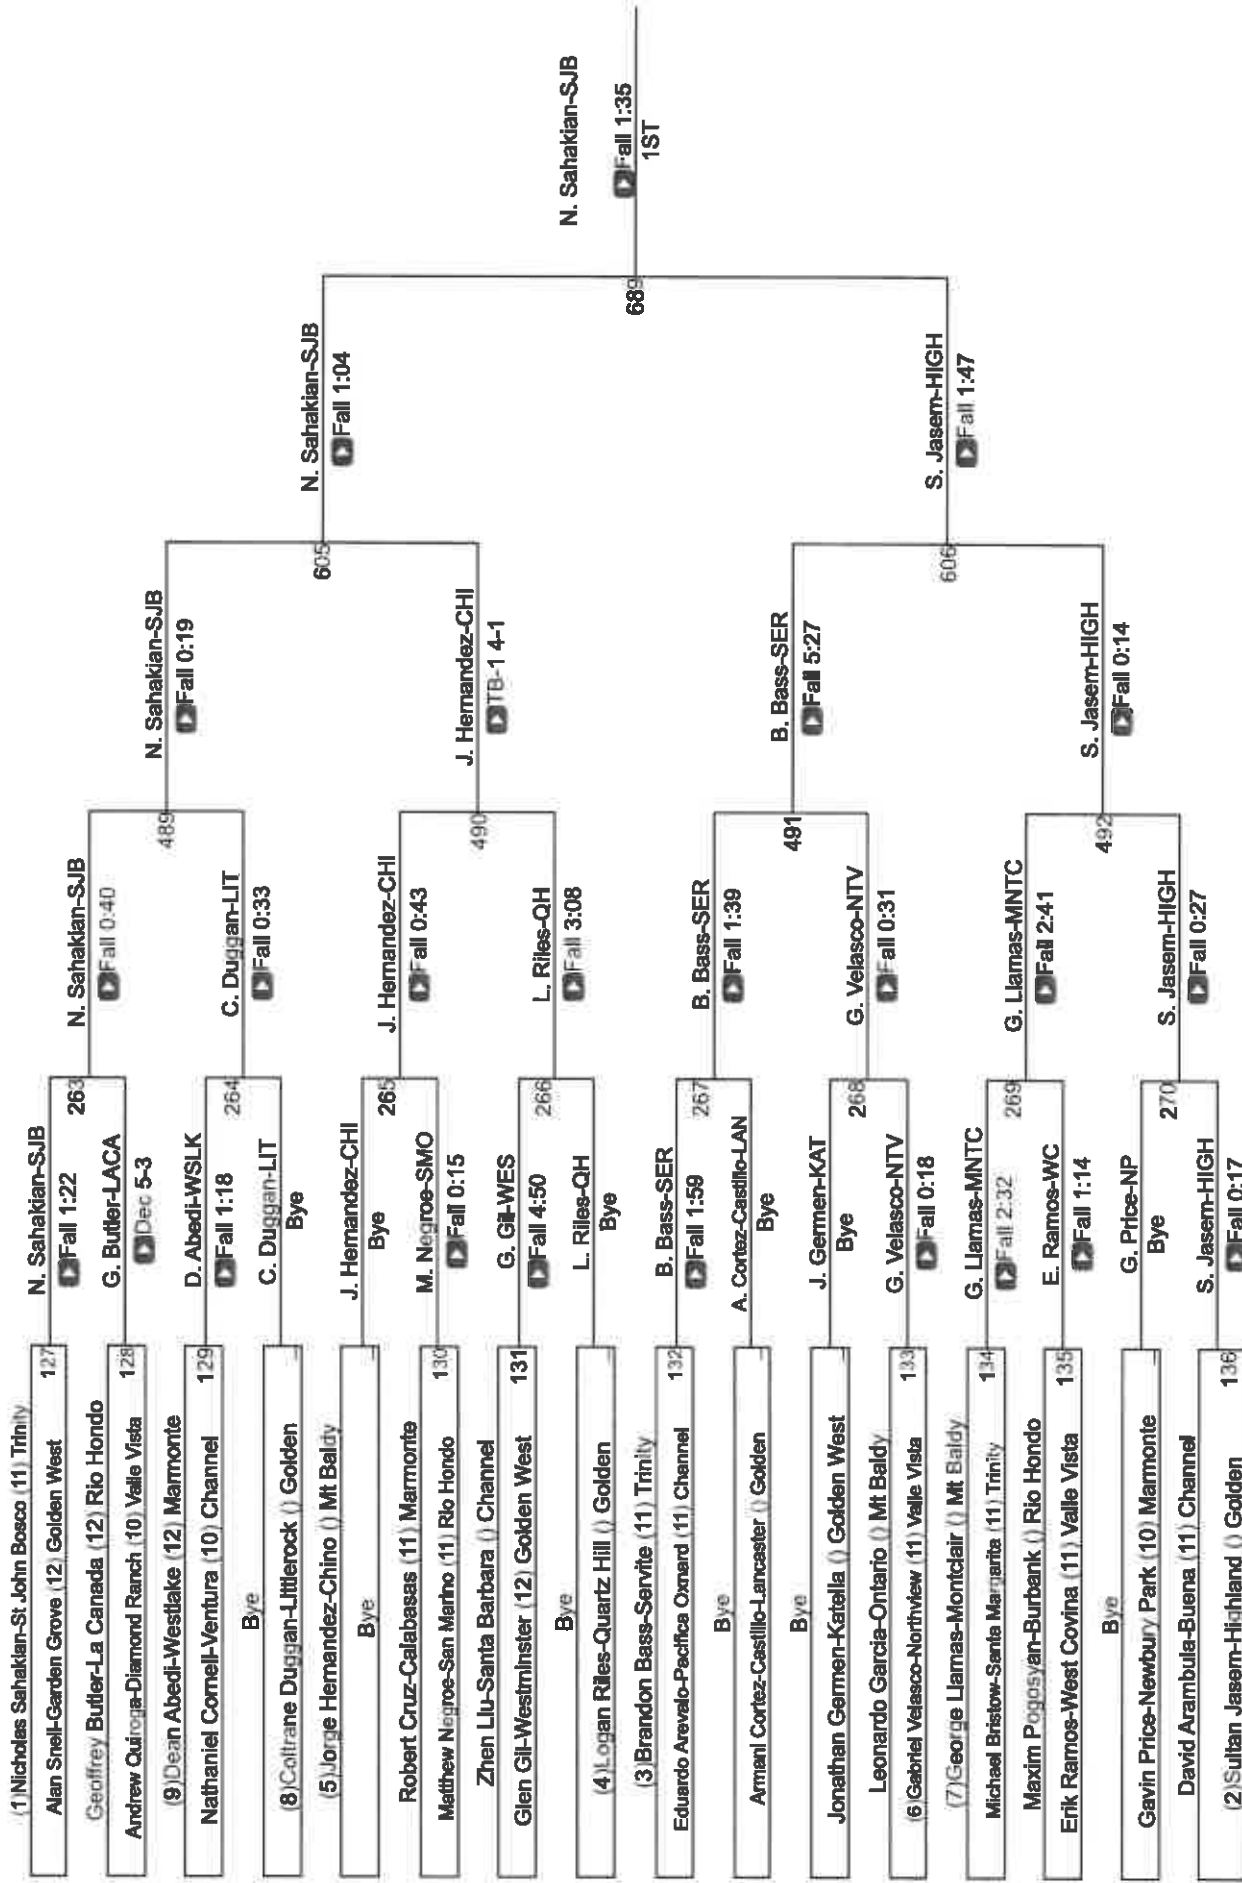 (1)Nicholas Sahakian-St John Bosco (11) Trinity
127
Alan Snell-Garden Grove (12) Golden West
Geoffrey Butler-La Canada (12) Rio Hondo
128
Andrew Quiroga-Diamond Ranch (10) Valle Vista
(9)Dean Abedi-Westlake (12) Marmonte
129
Nathaniel Cornell-Ventura (10) Channel
Bye
(8)Coltrane Duggan-Littlerock () Golden
(5)Jorge Hernandez-Chino () Mt Baldy
Bye
Robert Cruz-Calabasas (11) Marmonte
130
Matthew Negroe-San Marino (11) Rio Hondo
Zhen Liu-Santa Barbara () Channel
131
Glen Gil-Westminster (12) Golden West
Bye
(4)Logan Riles-Quartz Hill () Golden
(3)Brandon Bass-Servite (11) Trinity
132
Eduardo Arevalo-Pacifica Oxnard (11) Channel
Bye
Armani Cortez-Castillo-Lancaster () Golden
Bye
Jonathan Germen-Katella () Golden West
Leonardo Garcia-Ontario () Mt Baldy
133
(6)Gabriel Velasco-Northview (11) Valle Vista
(7)George Llamas-Montclair () Mt Baldy
134
Michael Bristow-Santa Margarita (11) Trinity
Maxim Pogosyan-Burbank () Rio Hondo
135
Erik Ramos-West Covina (11) Valle Vista
Bye
Gavin Price-Newbury Park (10) Marmonte
David Arambula-Buena (11) Channel
136
(2)Sultan Jasem-Highland () Golden
N. Sahakian-SJB
Fall 1:22
263
G. Butler-LACA
Dec 5-3
D. Abedi-WSLK
Fall 1:18
264
C. Duggan-LIT
Bye
J. Hernandez-CHI
Bye
265
M. Negroe-SMO
Fall 0:15
G. Gil-WES
Fall 4:50
266
L. Riles-QH
Bye
B. Bass-SER
Fall 1:59
267
A. Cortez-Castillo-LAN
Bye
J. Germen-KAT
Bye
268
G. Velasco-NTV
Fall 0:18
G. Llamas-MNTC
Fall 2:32
269
E. Ramos-WC
Fall 1:14
G. Price-NP
Bye
270
S. Jasem-HIGH
Fall 0:17
N. Sahakian-SJB
Fall 0:40
489
C. Duggan-LIT
Fall 0:33
J. Hernandez-CHI
Fall 0:43
490
L. Riles-QH
Fall 3:08
B. Bass-SER
Fall 1:39
491
G. Velasco-NTV
Fall 0:31
G. Llamas-MNTC
Fall 2:41
492
S. Jasem-HIGH
Fall 0:27
N. Sahakian-SJB
Fall 0:19
605
J. Hernandez-CHI
TB-1 4-1
B. Bass-SER
Fall 5:27
606
S. Jasem-HIGH
Fall 0:14
N. Sahakian-SJB
Fall 1:04
689
S. Jasem-HIGH
Fall 1:47
N. Sahakian-SJB
Fall 1:35
1ST